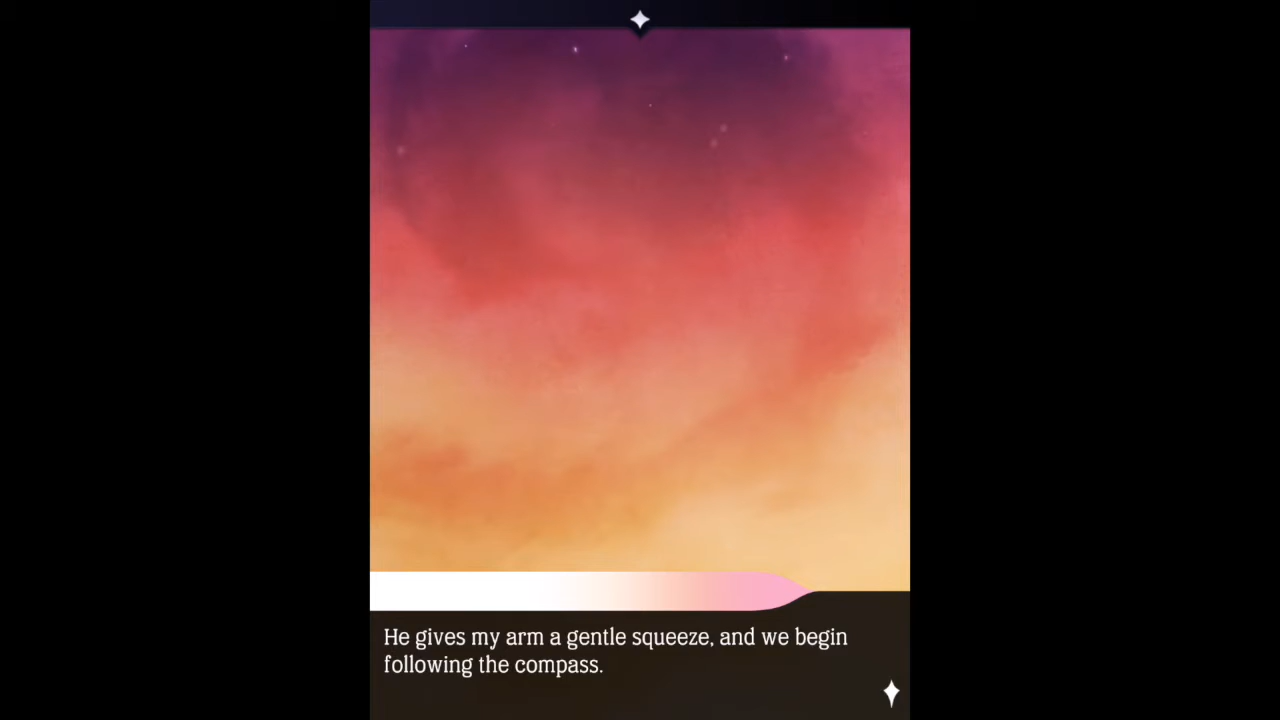 He gives my arm a gentle squeeze, and we begin
following the compass.